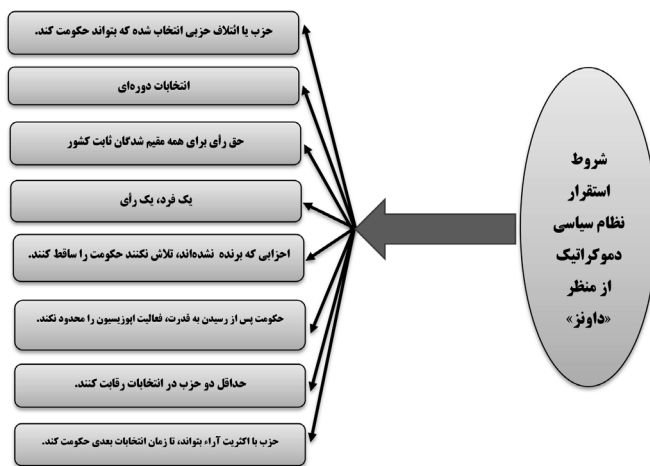 شروط
استقرار
نظام سیاسی
دموکراتیک
از منظر
«داونز»
حزب یا ائتلاف حزبی انتخاب شده که بتواند حکومت کند.
انتخابات دوره‌ای
حق رأی برای همه مقیم شدگان ثابت کشور
یک فرد، یک رأی
احزابی که برنده نشده‌اند، تلاش نکنند حکومت را ساقط کنند.
حکومت پس از رسیدن به قدرت، فعالیت اپوزیسیون را محدود نکند.
حداقل دو حزب در انتخابات رقابت کنند.
حزب با اکثریت آراء بتواند، تا زمان انتخابات بعدی حکومت کند.